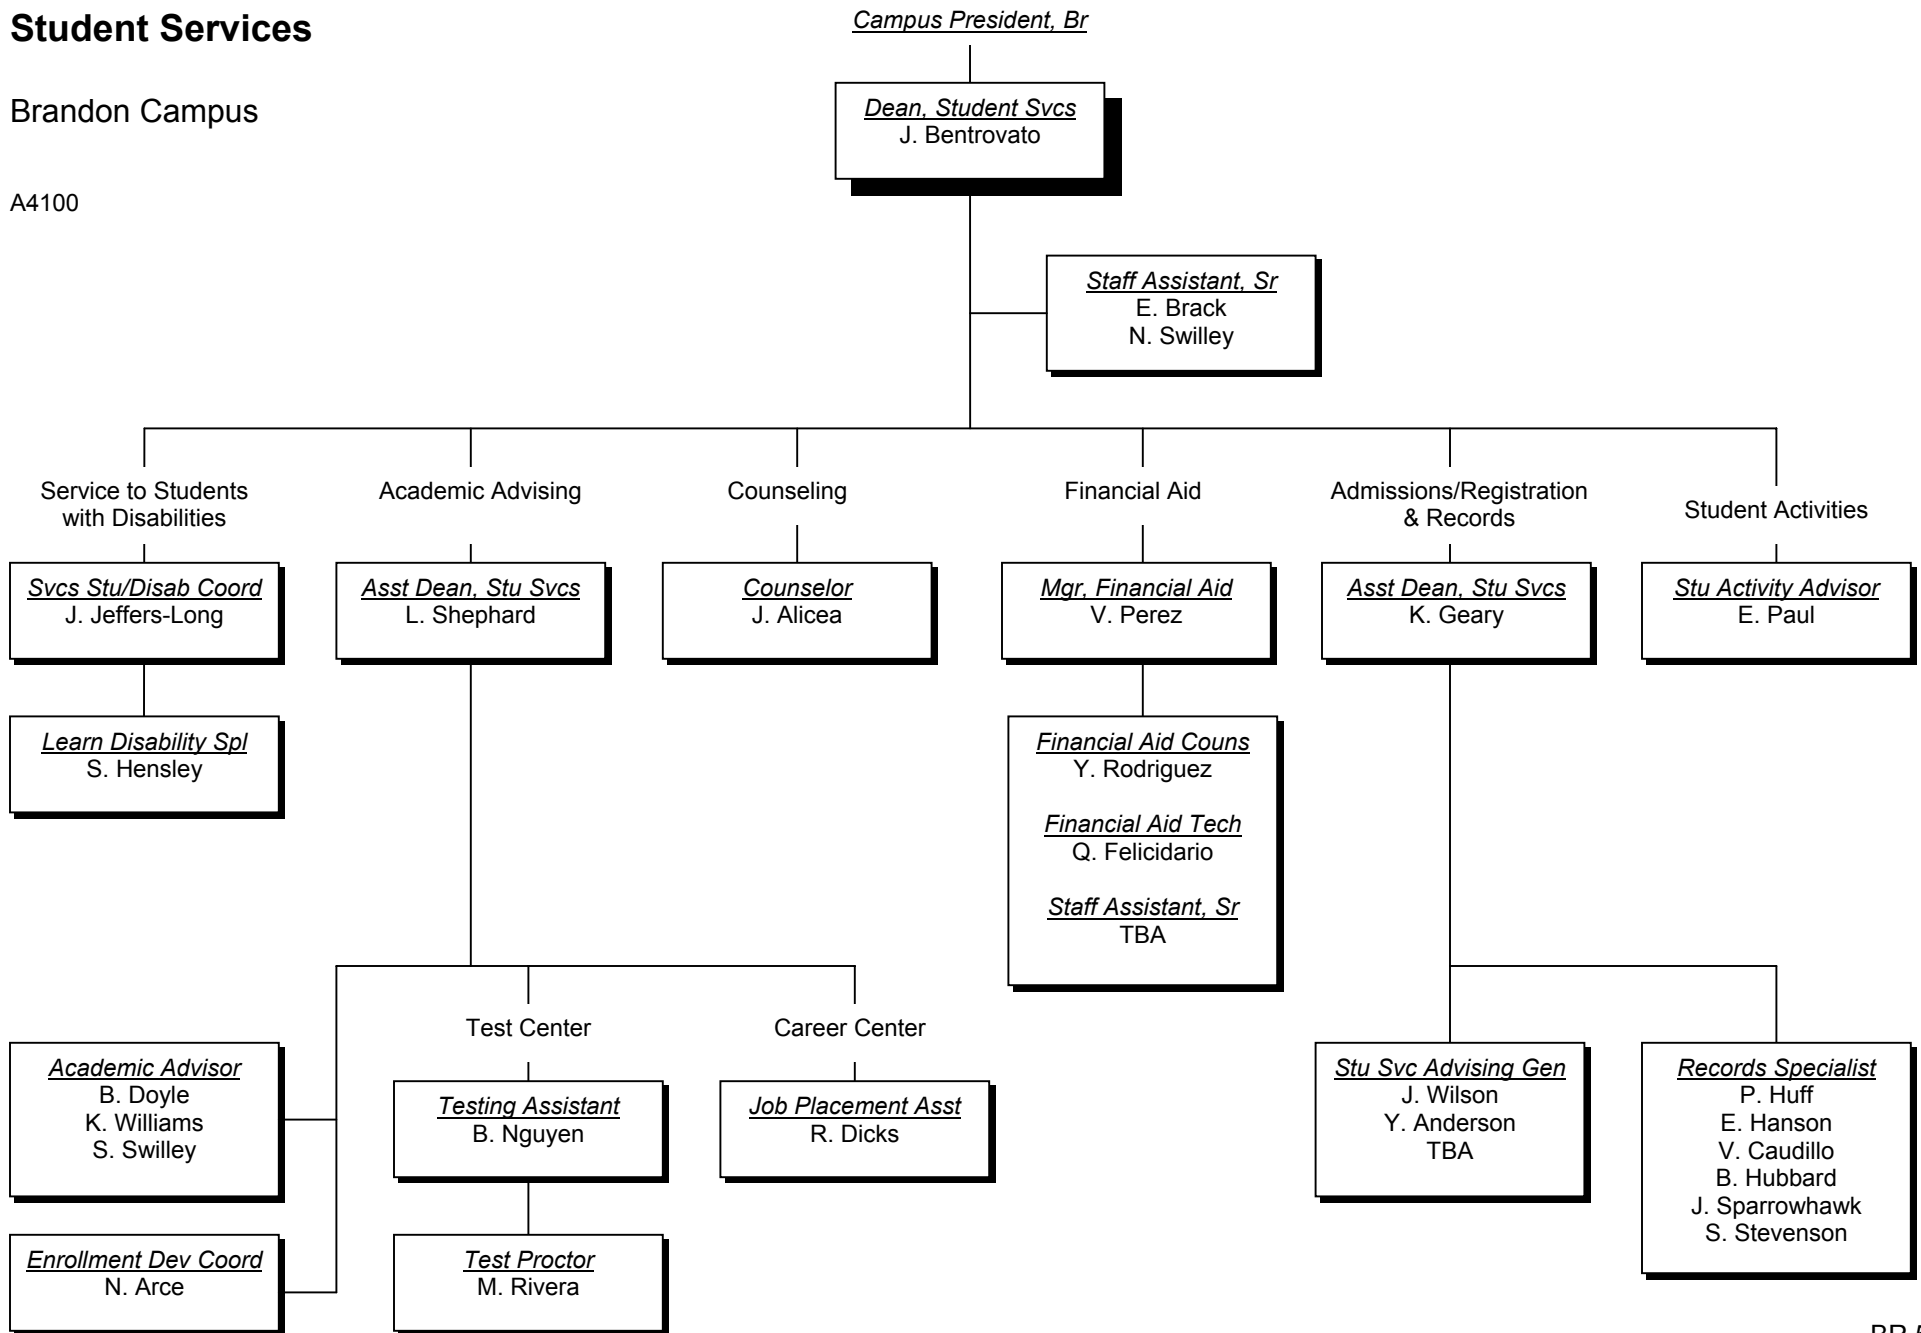 Student Services
Brandon Campus
A4100
Campus President, Br
Dean, Student Svcs
J. Bentrovato
Staff Assistant, Sr
E. Brack
N. Swilley
Service to Students
with Disabilities
Svcs Stu/Disab Coord
J. Jeffers-Long
Learn Disability Spl
S. Hensley
Academic Advising
Asst Dean, Stu Svcs
L. Shephard
Academic Advisor
B. Doyle
K. Williams
S. Swilley
Enrollment Dev Coord
N. Arce
Test Center
Testing Assistant
B. Nguyen
Test Proctor
M. Rivera
Career Center
Job Placement Asst
R. Dicks
Counseling
Counselor
J. Alicea
Financial Aid
Mgr, Financial Aid
V. Perez
Financial Aid Couns
Y. Rodriguez
Financial Aid Tech
Q. Felicidario
Staff Assistant, Sr
TBA
Admissions/Registration
& Records
Asst Dean, Stu Svcs
K. Geary
Stu Svc Advising Gen
J. Wilson
Y. Anderson
TBA
Records Specialist
P. Huff
E. Hanson
V. Caudillo
B. Hubbard
J. Sparrowhawk
S. Stevenson
Student Activities
Stu Activity Advisor
E. Paul
BR